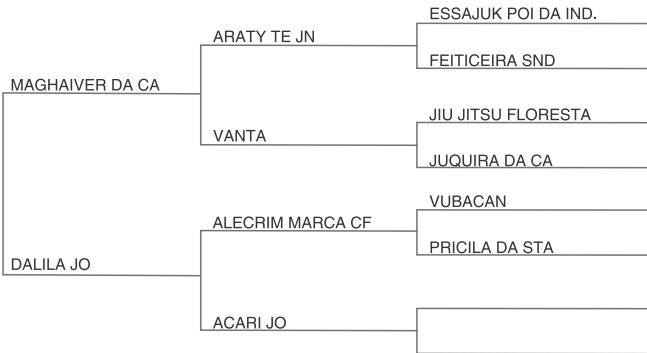 ESSAJUK POI DA IND.
ARATY TE JN
FEITICEIRA SND
MAGHAIVER DA CA
JIU JITSU FLORESTA
VANTA
JUQUIRA DA CA
VUBACAN
ALECRIM MARCA CF
PRICILA DA STA
DALILA JO
ACARI JO